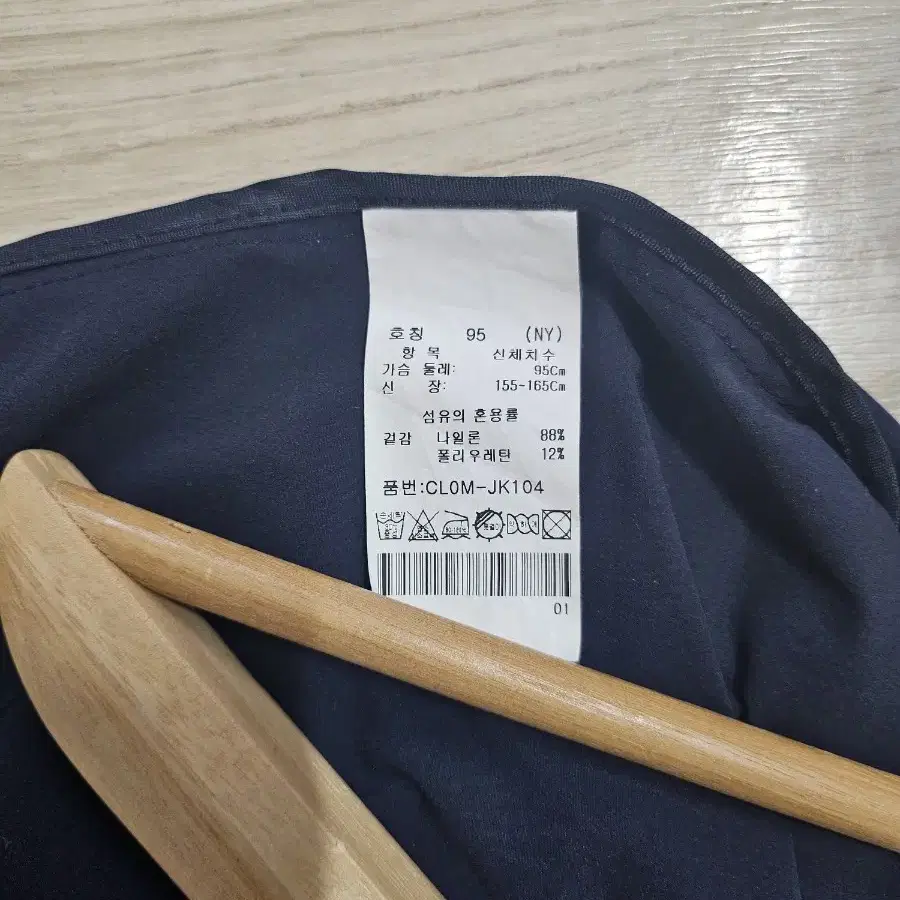 호칭 95 (NY)
항 목 신체치수
가슴 둘레: 95Cm
신 장: 155-165Cm
섬유의 혼용률
겉감 나일론 88%
폴리우레탄 12%
품번:CL0M-JK104
01